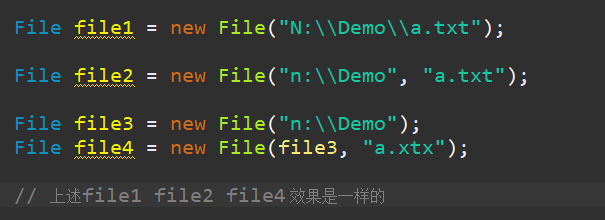 File file1 = new File("N:\\Demo\\a.txt");
File file2 = new File("n:\\Demo", "a.txt");
File file3 = new File("n:\\Demo");
File file4 = new File(file3, "a.xtx");
// 上述file1 file2 file4效果是一样的